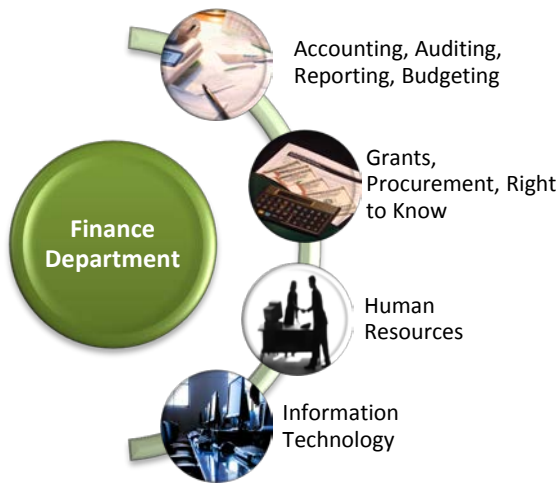 Accounting, Auditing,
Reporting, Budgeting
Grants,
Procurement, Right
to Know
Finance
Department
Human
Resources
Information
Technology